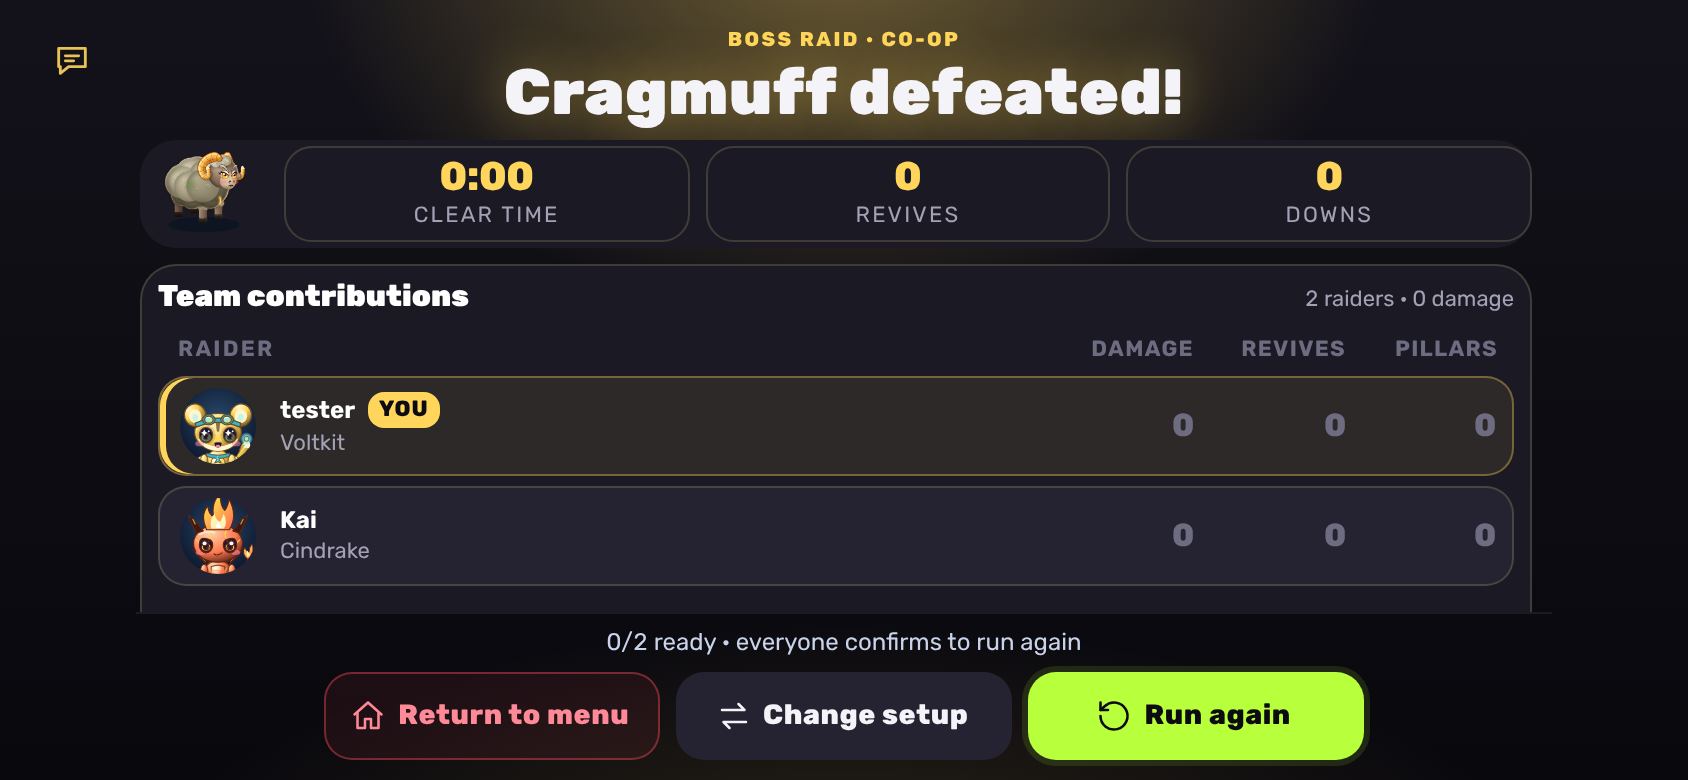 BOSS RAID • CO-OP
Cragmuff defeated!
0:00
CLEAR TIME
0
REVIVES
0
DOWNS
Team contributions
2 raiders • 0 damage
RAIDER DAMAGE REVIVES PILLARS
tester YOU
Voltkit
0 0 0
Kai
Cindrake
0 0 0
0/2 ready • everyone confirms to run again
Return to menu
Change setup
Run again